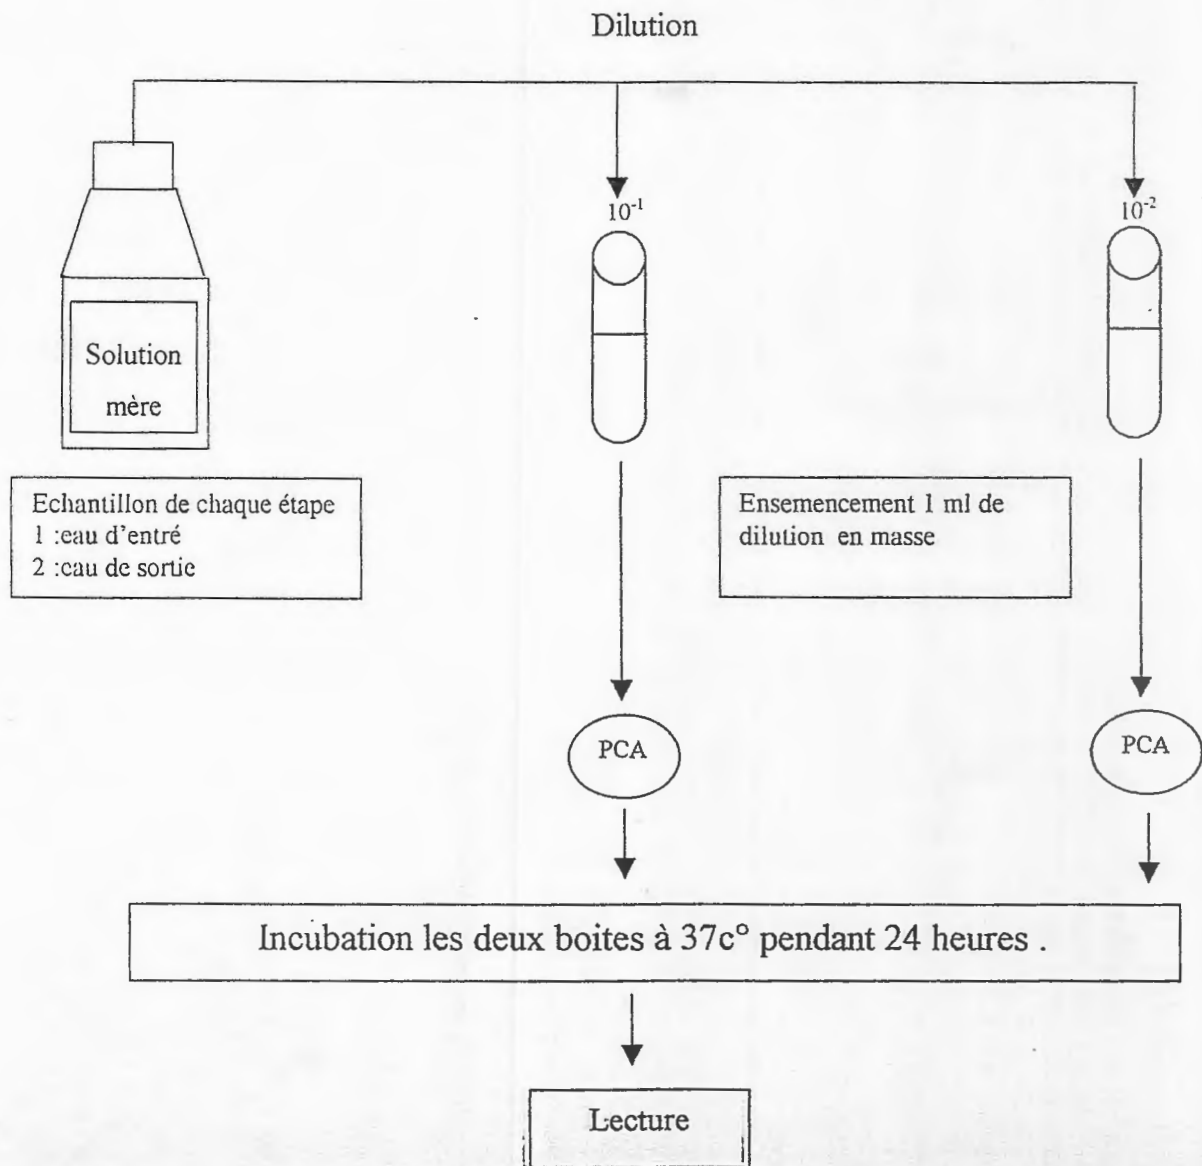 Dilution
10⁻¹
10⁻²
Solution
mère
Echantillon de chaque étape
1 :eau d'entré
2 :eau de sortie
Ensemencement 1 ml de
dilution en masse
PCA
PCA
Incubation les deux boites à 37c° pendant 24 heures .
Lecture